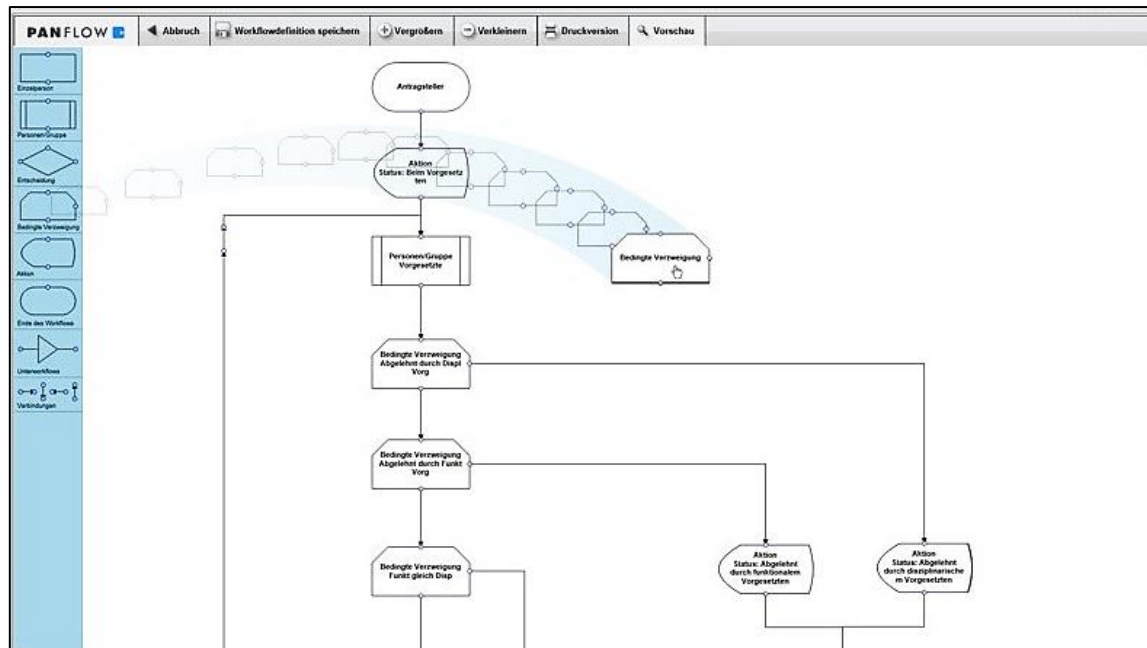 PANFLOW
Abbruch
Workflowdefinition speichern
Vergrößern
Verkleinern
Druckversion
Vorschau
Einzelperson
Personen/Gruppe
Entscheidung
Bedingte Verzweigung
Aktion
Ende des Workflows
Unterworkflows
Verbindungen
Antragsteller
Aktion
Status: Beim Vorgesetz
ten
Personen/Gruppe
Vorgesetzte
Bedingte Verzweigung
Bedingte Verzweigung
Abgelehnt durch Displ
Vorg
Bedingte Verzweigung
Abgelehnt durch Funkt
Vorg
Bedingte Verzweigung
Funkt gleich Disp
Aktion
Status: Abgelehnt
durch funktionalem
Vorgesetzten
Aktion
Status: Abgelehnt
durch disziplinarische
m Vorgesetzten